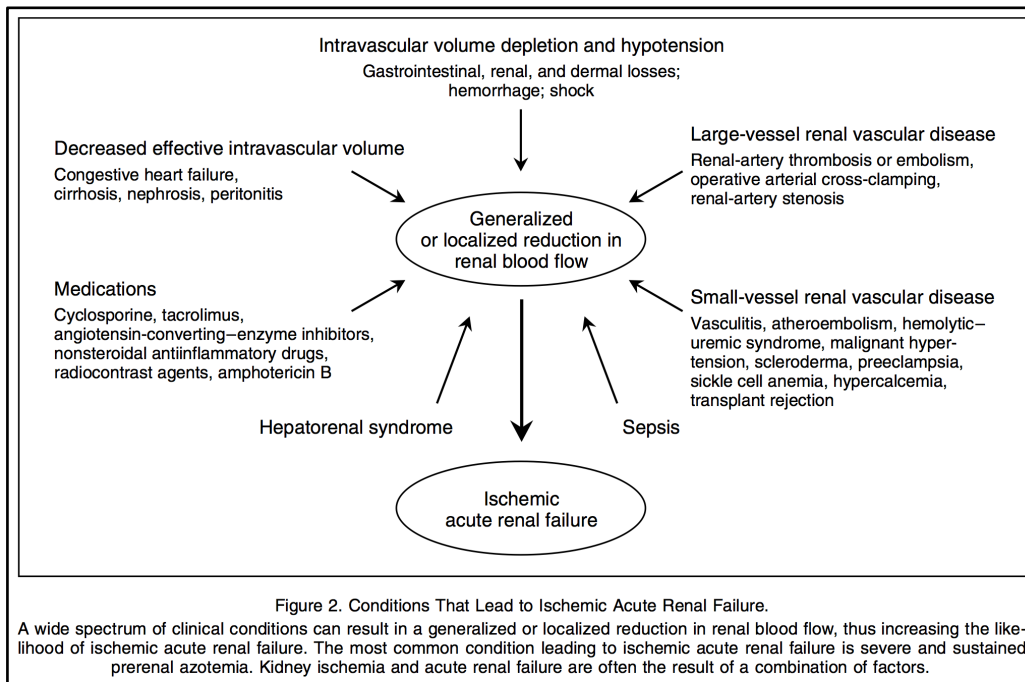 Intravascular volume depletion and hypotension
Gastrointestinal, renal, and dermal losses;
hemorrhage; shock
Decreased effective intravascular volume
Congestive heart failure,
cirrhosis, nephrosis, peritonitis
Large-vessel renal vascular disease
Renal-artery thrombosis or embolism,
operative arterial cross-clamping,
renal-artery stenosis
Generalized
or localized reduction in
renal blood flow
Medications
Cyclosporine, tacrolimus,
angiotensin-converting–enzyme inhibitors,
nonsteroidal antiinflammatory drugs,
radiocontrast agents, amphotericin B
Small-vessel renal vascular disease
Vasculitis, atheroembolism, hemolytic–
uremic syndrome, malignant hyper-
tension, scleroderma, preeclampsia,
sickle cell anemia, hypercalcemia,
transplant rejection
Hepatorenal syndrome
Sepsis
Ischemic
acute renal failure
Figure 2. Conditions That Lead to Ischemic Acute Renal Failure.
A wide spectrum of clinical conditions can result in a generalized or localized reduction in renal blood flow, thus increasing the like-
lihood of ischemic acute renal failure. The most common condition leading to ischemic acute renal failure is severe and sustained
prerenal azotemia. Kidney ischemia and acute renal failure are often the result of a combination of factors.